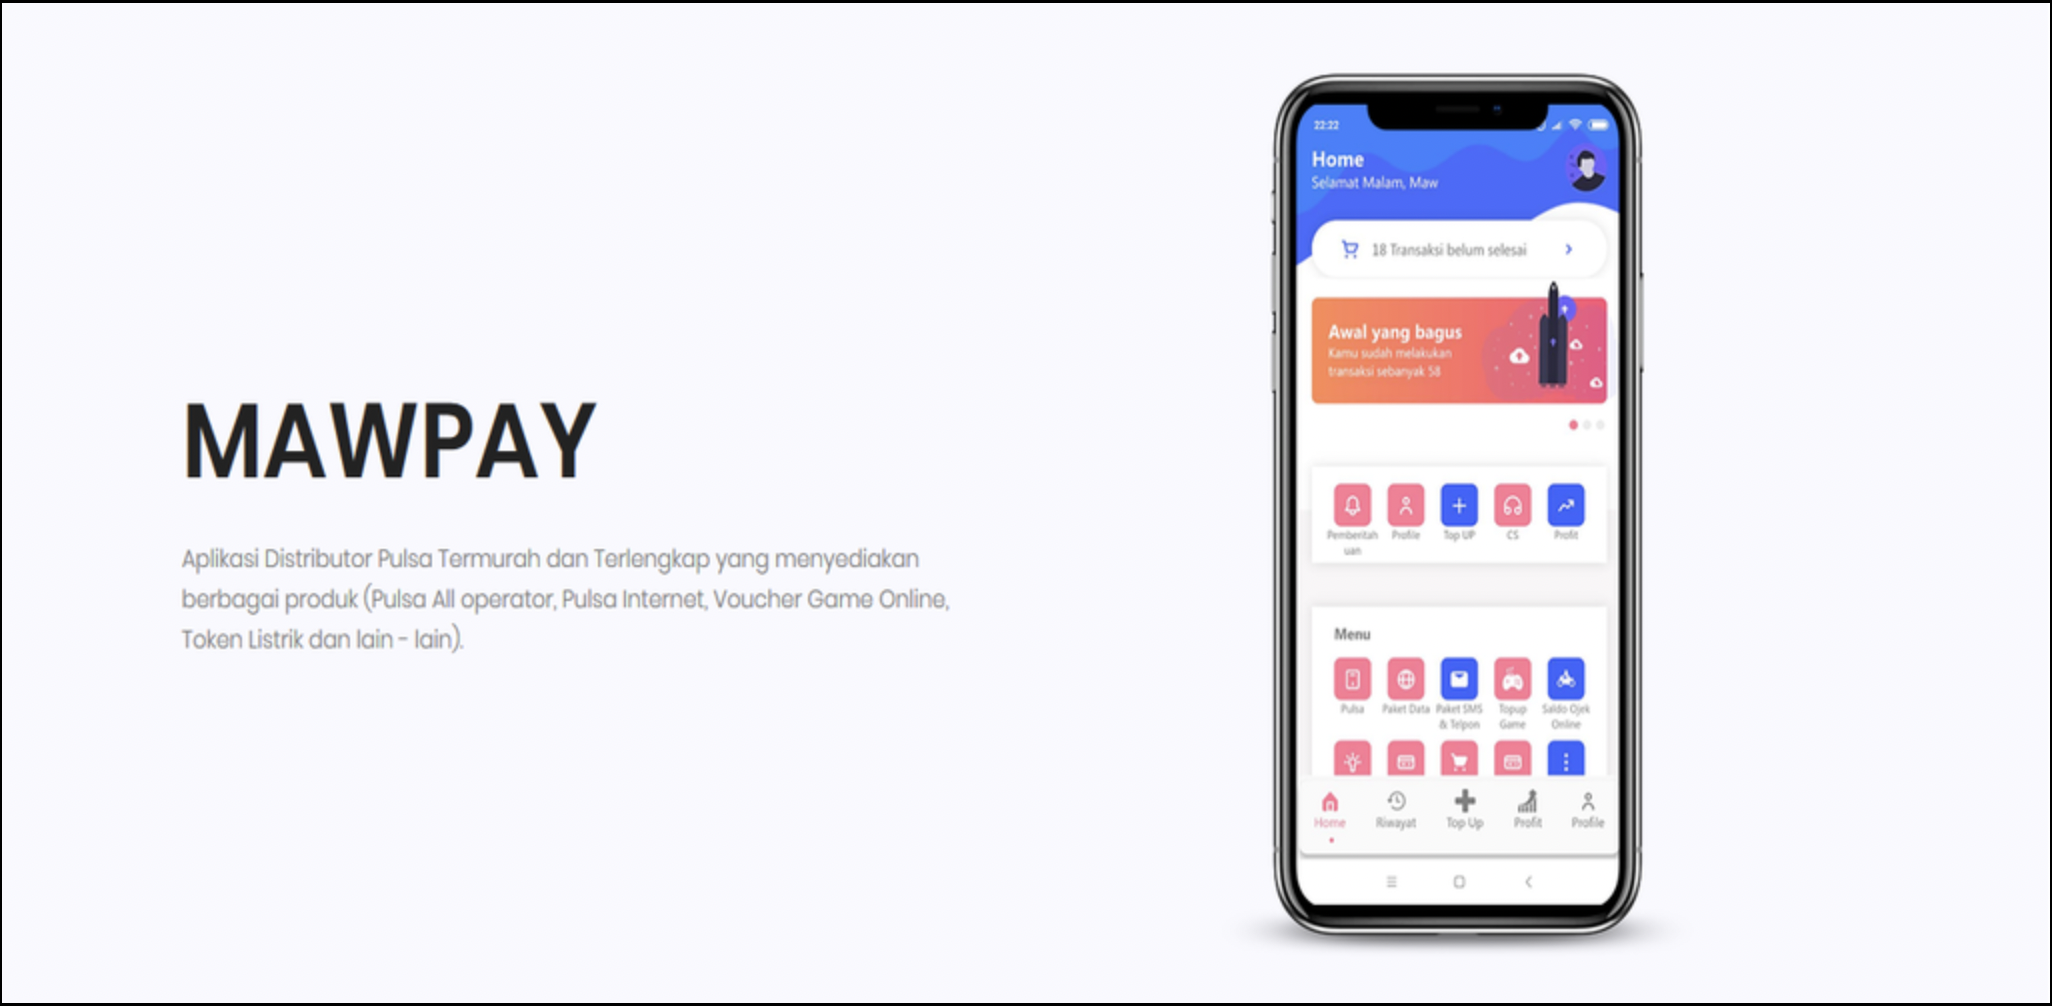 MAWPAY
Aplikasi Distributor Pulsa Termurah dan Terlengkap yang menyediakan
berbagai produk (Pulsa All operator, Pulsa Internet, Voucher Game Online,
Token Listrik dan lain - lain).
22:22
Home
Selamat Malam, Maw
18 Transaksi belum selesai
Awal yang bagus
Kamu sudah melakukan
transaksi sebanyak 58
Pemberitah Profile Top UP CS Profit
uan
Menu
Pulsa Paket Data Paket SMS Topup Saldo Ojek
& Telpon Game Online
Home Riwayat Top Up Profit Profile